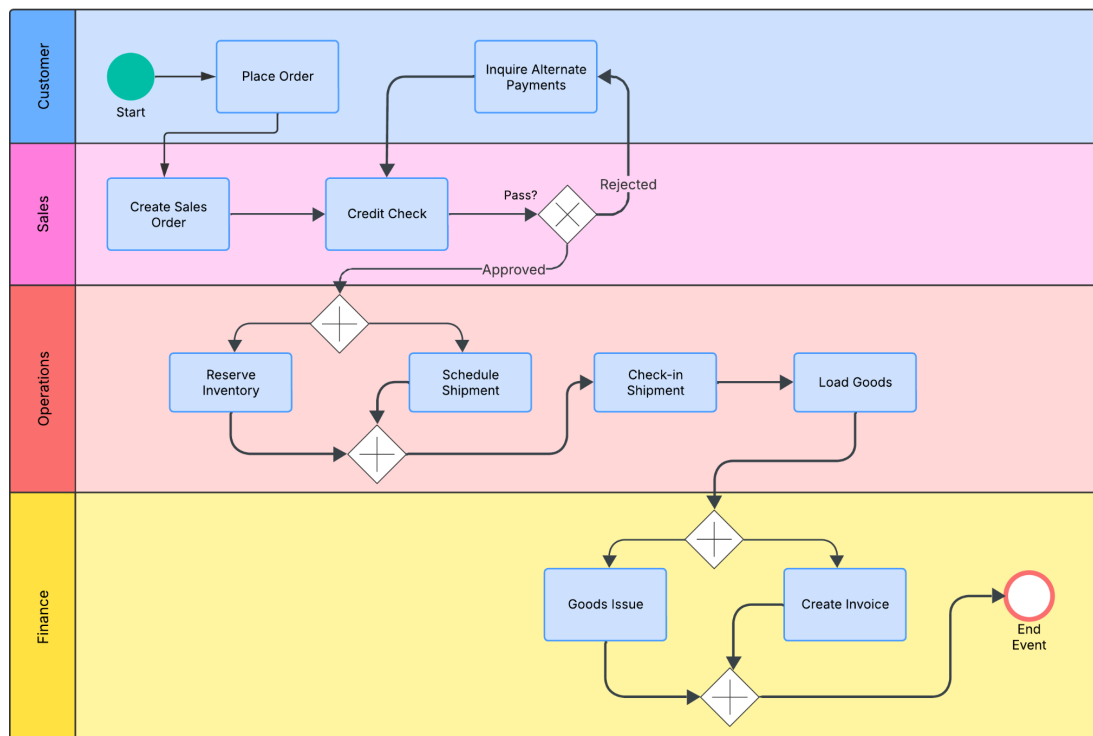 Customer
Start
Place Order
Inquire Alternate
Payments
Sales
Create Sales
Order
Credit Check
Pass?
Rejected
Approved
Operations
Reserve
Inventory
Schedule
Shipment
Check-in
Shipment
Load Goods
Finance
Goods Issue
Create Invoice
End
Event